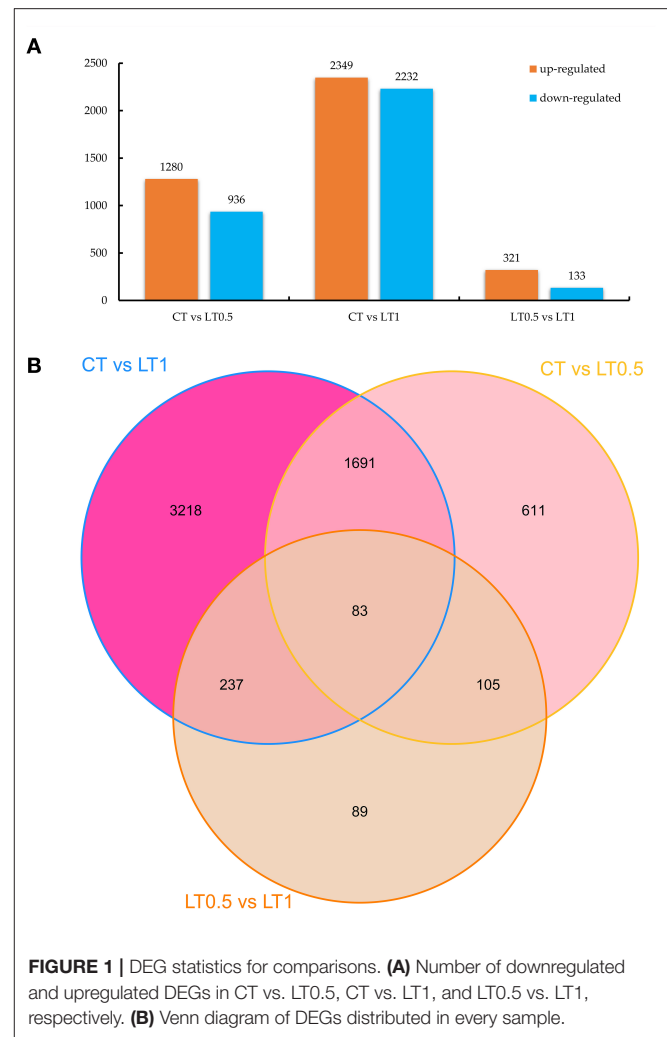 A
2500
2000
1500
1000
500
0
2349
2232
1280
936
321
133
up-regulated
down-regulated
CT vs LT0.5
CT vs LT1
LT0.5 vs LT1
B
CT vs LT1
CT vs LT0.5
1691
3218
611
83
237
105
89
LT0.5 vs LT1
FIGURE 1 | DEG statistics for comparisons. (A) Number of downregulated
and upregulated DEGs in CT vs. LT0.5, CT vs. LT1, and LT0.5 vs. LT1,
respectively. (B) Venn diagram of DEGs distributed in every sample.